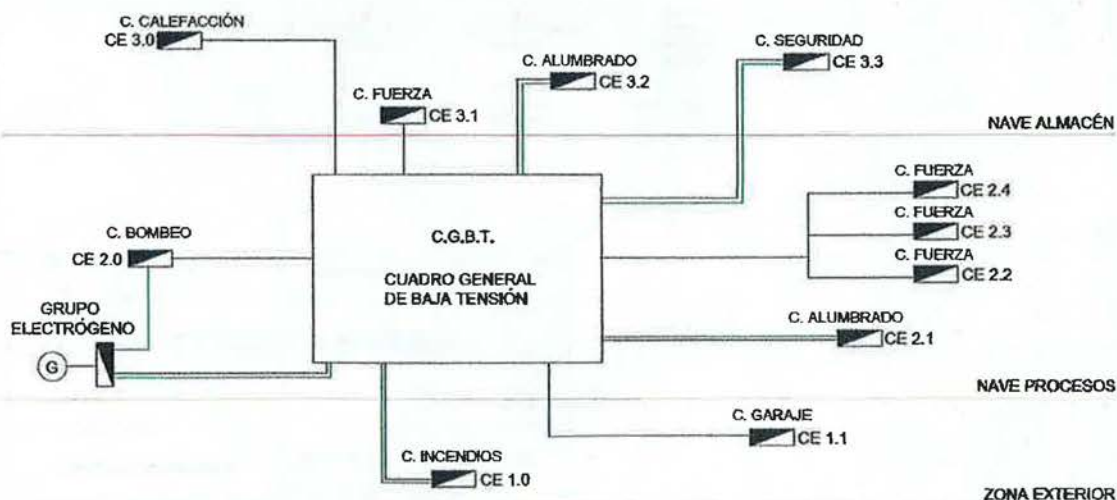 C. CALEFACCIÓN
CE 3.0
C. FUERZA
CE 3.1
C. ALUMBRADO
CE 3.2
C. SEGURIDAD
CE 3.3
NAVE ALMACÉN
C. FUERZA
CE 2.4
C. FUERZA
CE 2.3
C. FUERZA
CE 2.2
C. BOMBEO
CE 2.0
C.G.B.T.
CUADRO GENERAL
DE BAJA TENSIÓN
GRUPO
ELECTRÓGENO
G
C. ALUMBRADO
CE 2.1
NAVE PROCESOS
C. GARAJE
CE 1.1
C. INCENDIOS
CE 1.0
ZONA EXTERIOR